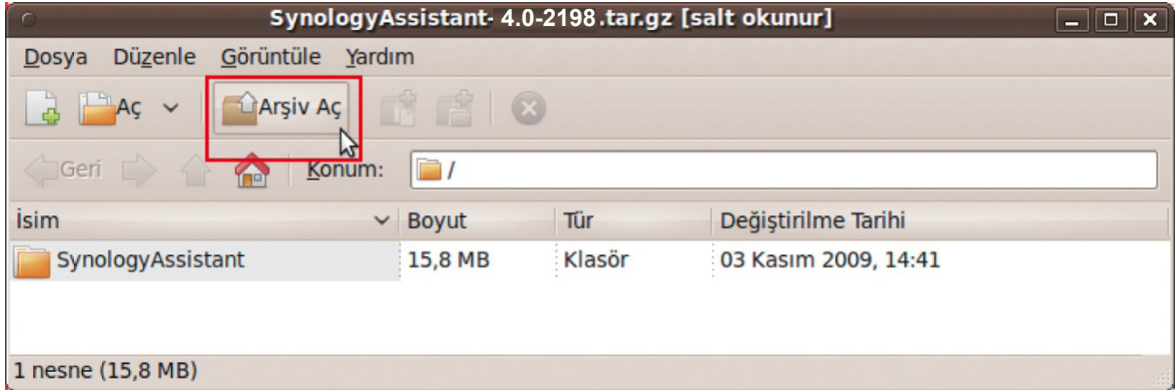 SynologyAssistant- 4.0-2198 .tar.gz [salt okunur]
Dosya Düzenle Görüntüle Yardım
Aç Arşiv Aç
Geri Konum: /
İsim Boyut Tür Değiştirilme Tarihi
SynologyAssistant 15,8 MB Klasör 03 Kasım 2009, 14:41
1 nesne (15,8 MB)